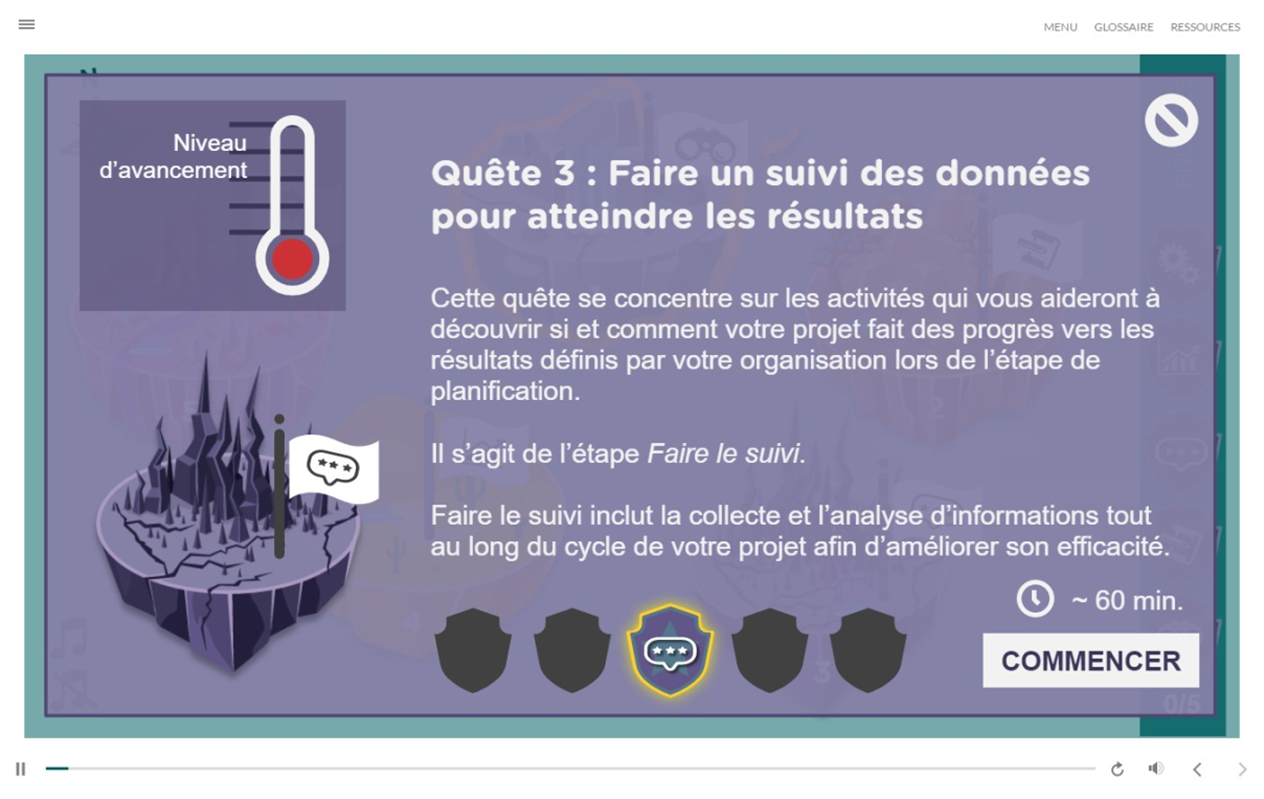 MENU GLOSSAIRE RESSOURCES
Niveau
d’avancement
Quête 3 : Faire un suivi des données
pour atteindre les résultats
Cette quête se concentre sur les activités qui vous aideront à
découvrir si et comment votre projet fait des progrès vers les
résultats définis par votre organisation lors de l’étape de
planification.
Il s’agit de l’étape Faire le suivi.
Faire le suivi inclut la collecte et l’analyse d’informations tout
au long du cycle de votre projet afin d’améliorer son efficacité.
~ 60 min.
COMMENCER
N
2
4
3
0/5